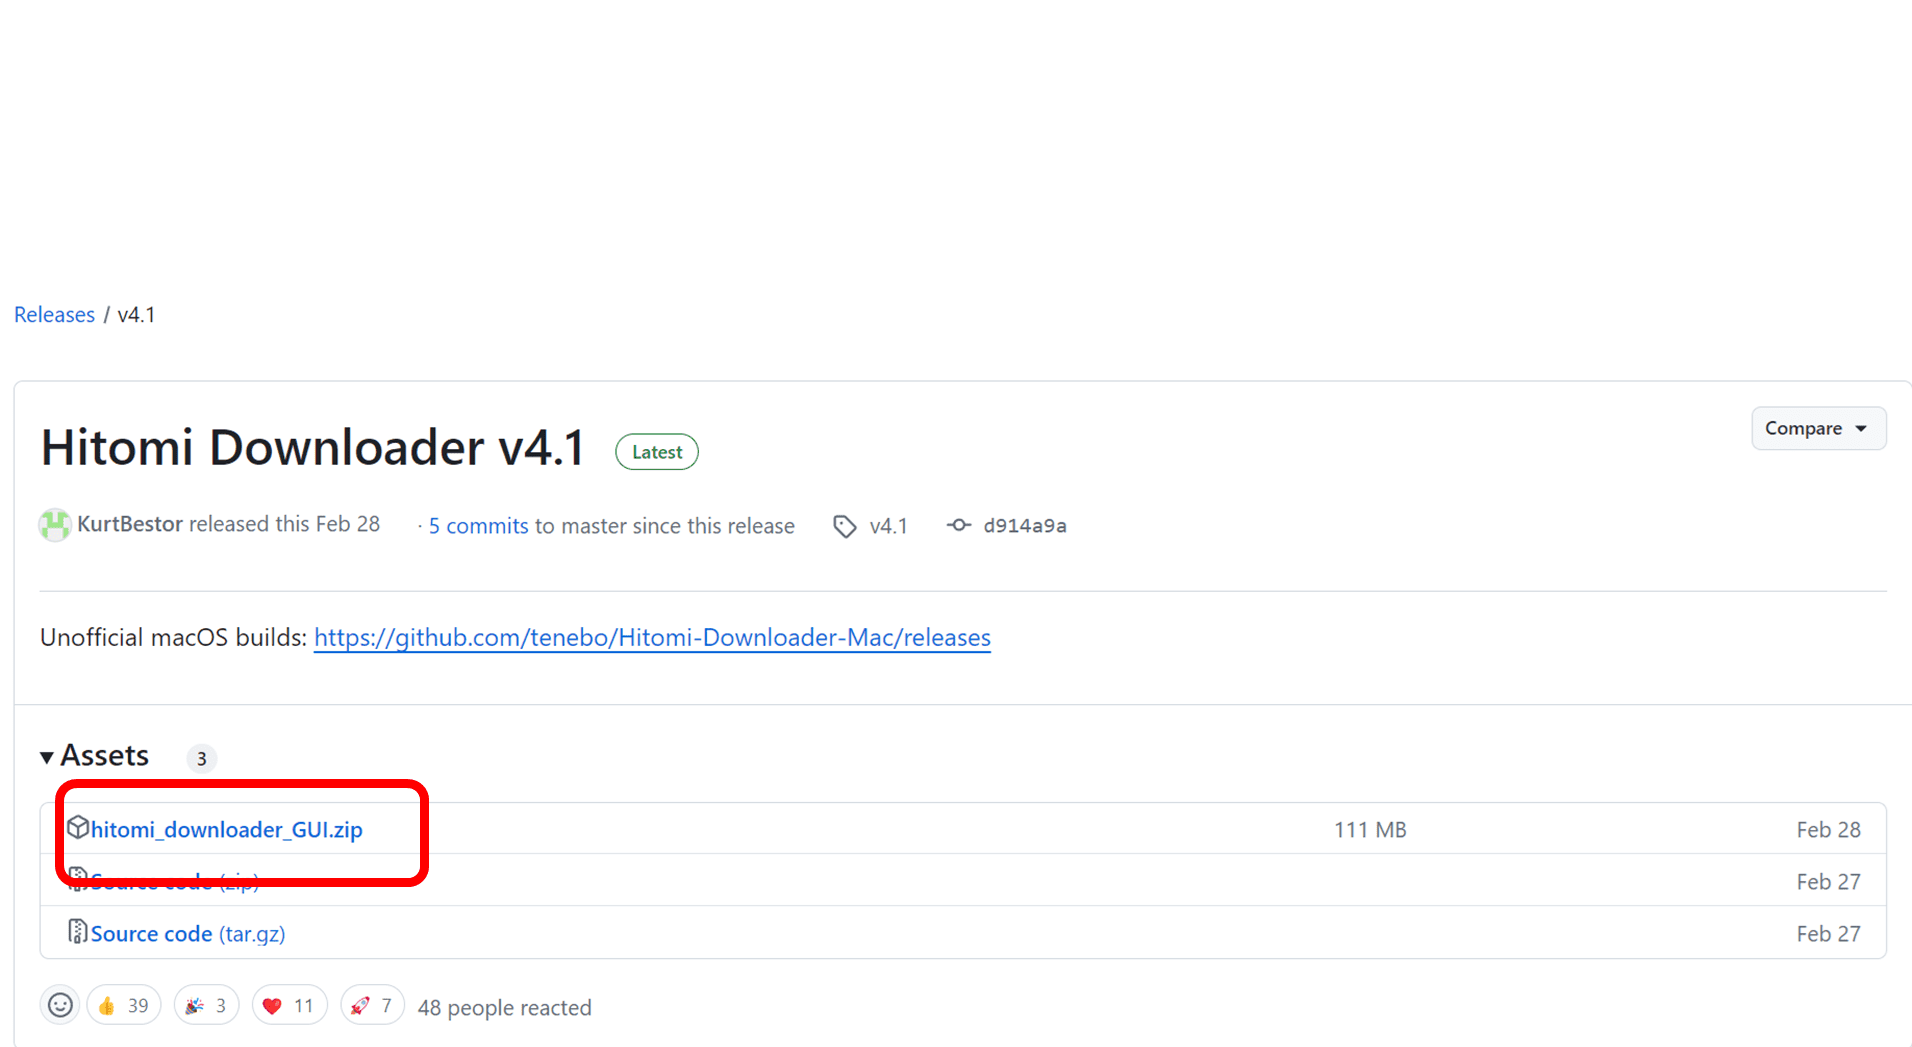 Releases / v4.1
Hitomi Downloader v4.1 Latest
Compare
KurtBestor released this Feb 28 · 5 commits to master since this release v4.1 d914a9a
Unofficial macOS builds: https://github.com/tenebo/Hitomi-Downloader-Mac/releases
Assets 3
hitomi_downloader_GUI.zip 111 MB Feb 28
Source code (zip) Feb 27
Source code (tar.gz) Feb 27
39 3 11 7 48 people reacted